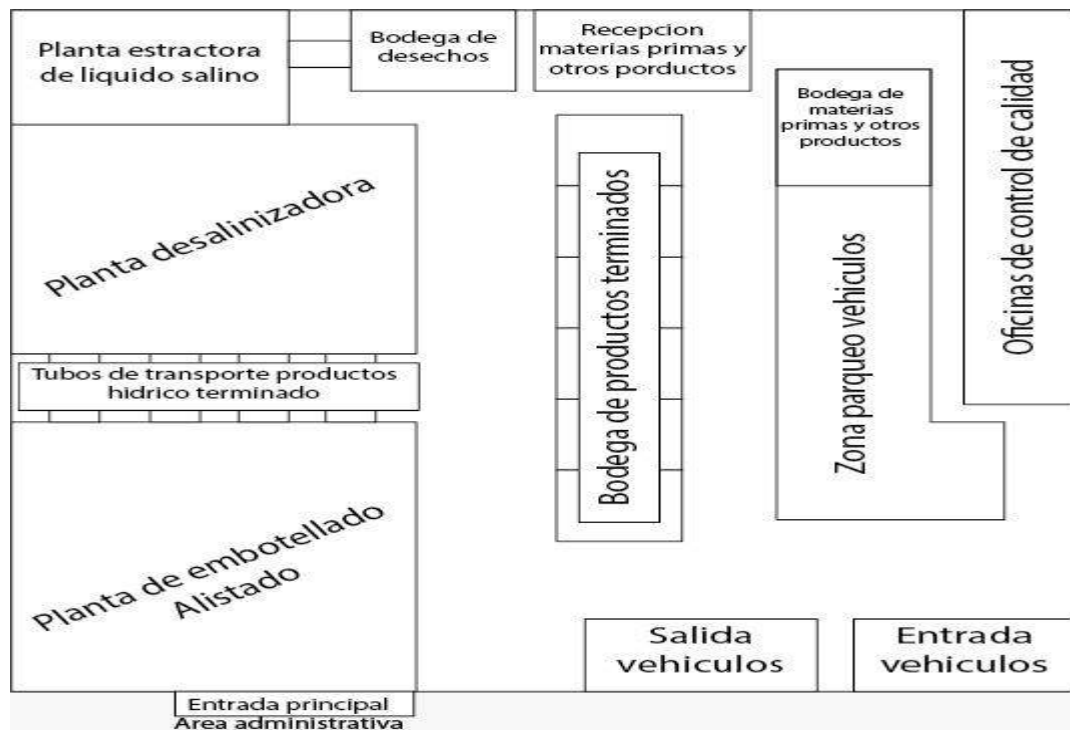 Planta estractora
de liquido salino
Bodega de
desechos
Recepcion
materias primas y
otros porductos
Bodega de
materias
primas y otros
productos
Oficinas de control de calidad
Planta desalinizadora
Bodega de productos terminados
Zona parqueo vehiculos
Tubos de transporte productos
hidrico terminado
Planta de embotellado
Alistado
Salida
vehiculos
Entrada
vehiculos
Entrada principal
Area administrativa